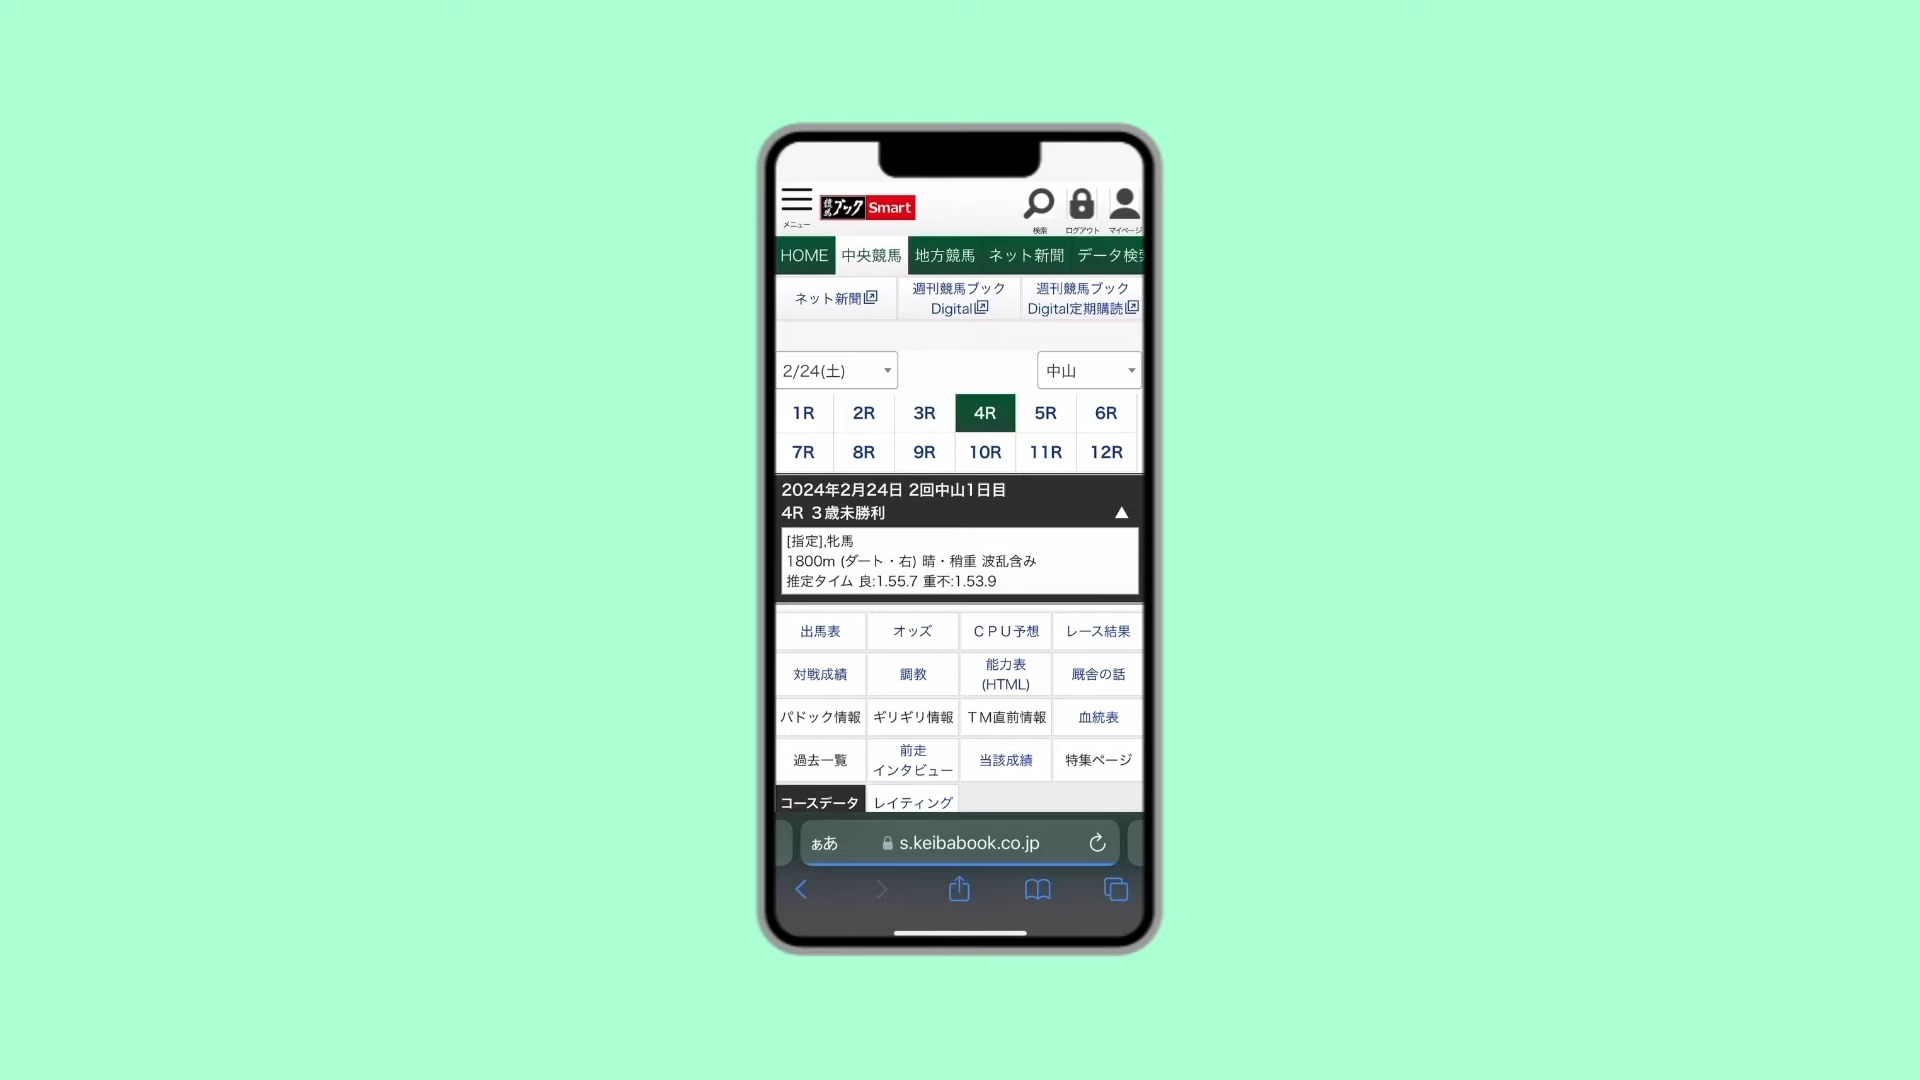 競馬ブック Smart
メニュー 検索 ログアウト マイページ
HOME 中央競馬 地方競馬 ネット新聞 データ検索
ネット新聞
週刊競馬ブック
Digital
週刊競馬ブック
Digital定期購読
2/24(土) 中山
1R 2R 3R 4R 5R 6R
7R 8R 9R 10R 11R 12R
2024年2月24日 2回中山1日目
4R ３歳未勝利 ▲
[指定],牝馬
1800m (ダート・右) 晴・稍重 波乱含み
推定タイム 良:1.55.7 重不:1.53.9
出馬表 オッズ ＣＰＵ予想 レース結果
対戦成績 調教
能力表
(HTML)
厩舎の話
パドック情報 ギリギリ情報 ＴＭ直前情報 血統表
過去一覧
前走
インタビュー
当該成績 特集ページ
コースデータ レイティング
ぁあ s.keibabook.co.jp